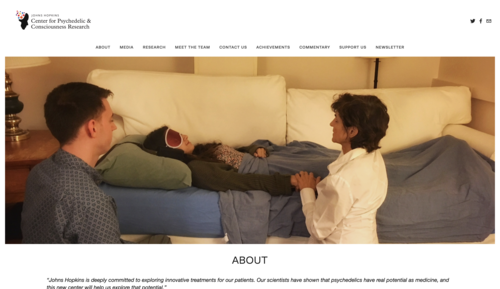 JOHNS HOPKINS
Center for Psychedelic &
Consciousness Research
ABOUT MEDIA RESEARCH MEET THE TEAM CONTACT US ACHIEVEMENTS COMMENTARY SUPPORT US NEWSLETTER
ABOUT
"Johns Hopkins is deeply committed to exploring innovative treatments for our patients. Our scientists have shown that psychedelics have real potential as medicine, and
this new center will help us explore that potential."